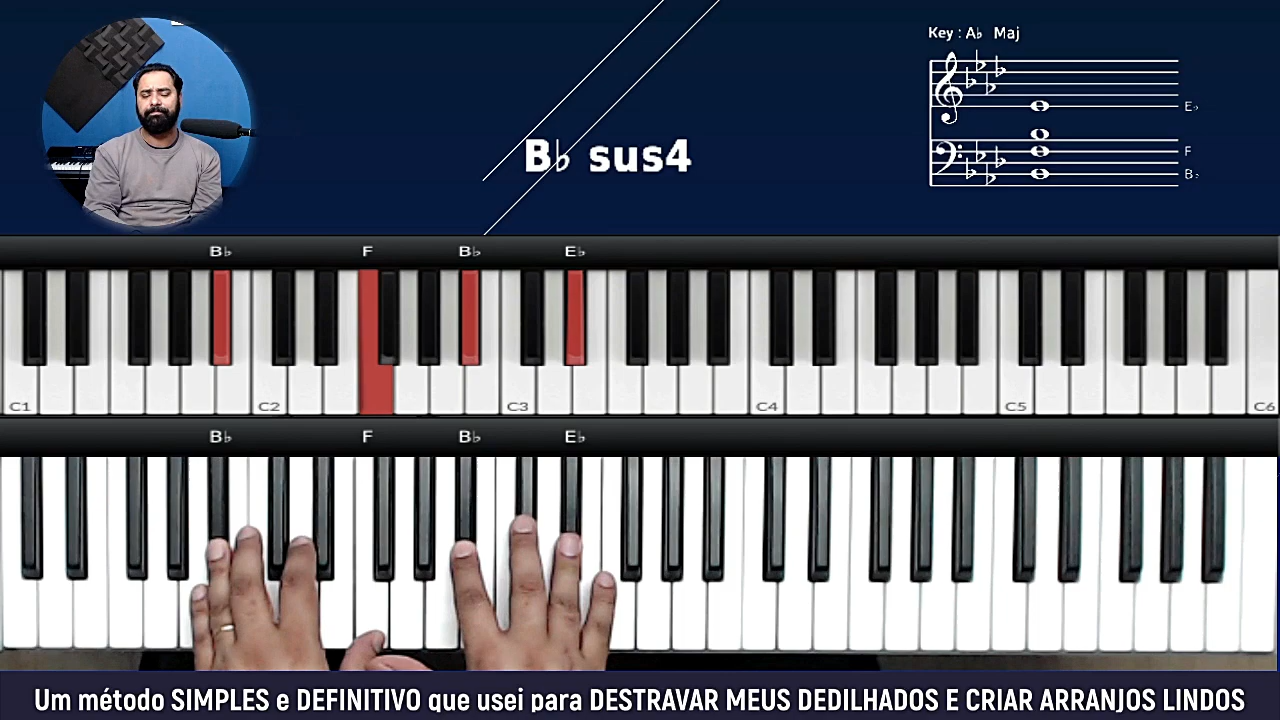 Key : A♭ Maj
B♭ sus4
E♭
F
B♭
B♭ F B♭ E♭
C1 C2 C3 C4 C5 C6
B♭ F B♭ E♭
Um método SIMPLES e DEFINITIVO que usei para DESTRAVAR MEUS DEDILHADOS E CRIAR ARRANJOS LINDOS